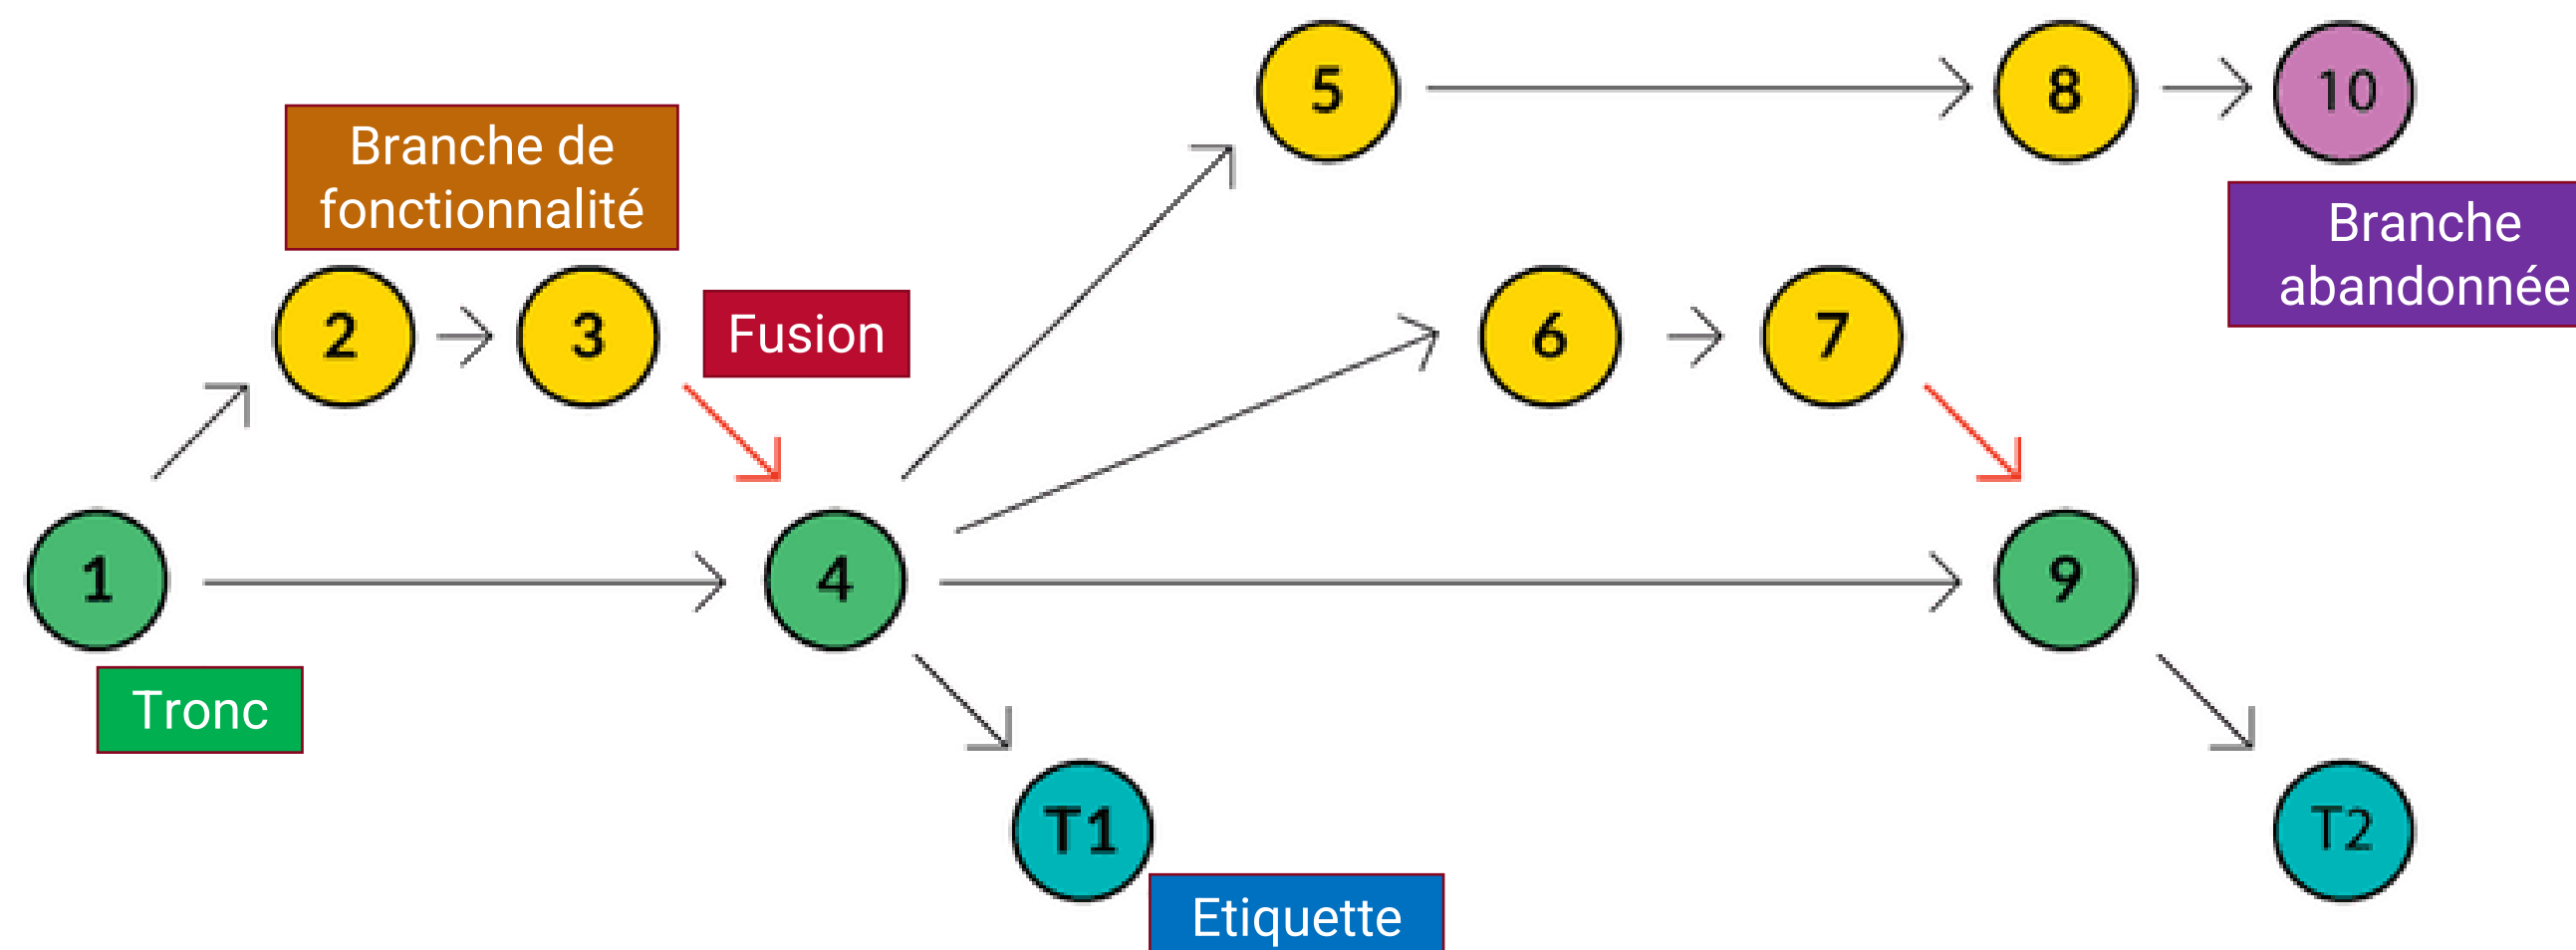 5
8
10
Branche de
fonctionnalité
Branche
abandonnée
2
3
Fusion
6
7
1
4
9
Tronc
T1
T2
Etiquette